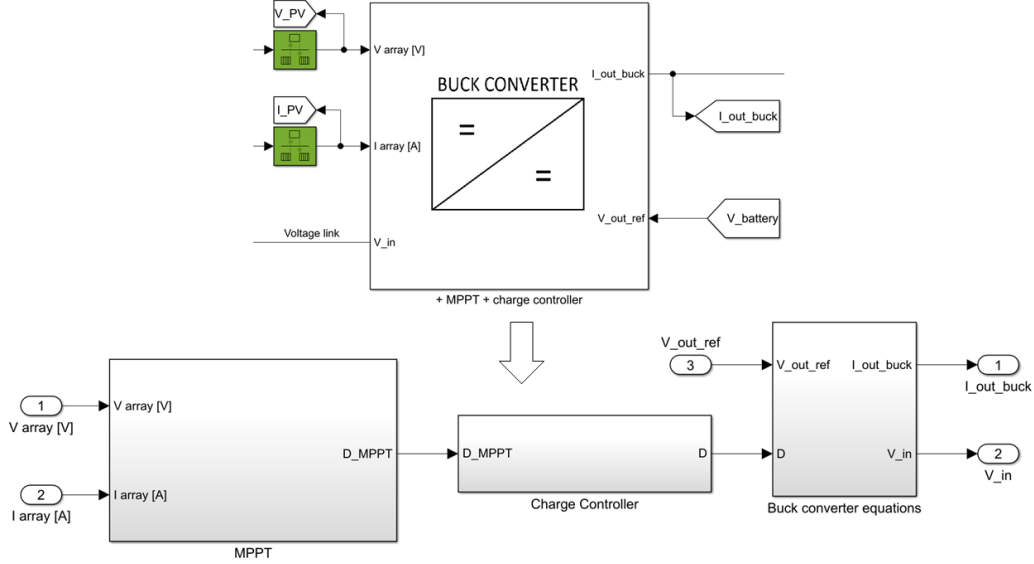 V_PV
V array [V]
I_out_buck
BUCK CONVERTER
=
=
I_PV
I_out_buck
I array [A]
V_out_ref
V_battery
Voltage link
V_in
+ MPPT + charge controller
V_out_ref
3
V_out_ref
I_out_buck
1
I_out_buck
1
V array [V]
V array [V]
D_MPPT
D_MPPT
D
D
V_in
2
V_in
2
I array [A]
I array [A]
Charge Controller
Buck converter equations
MPPT